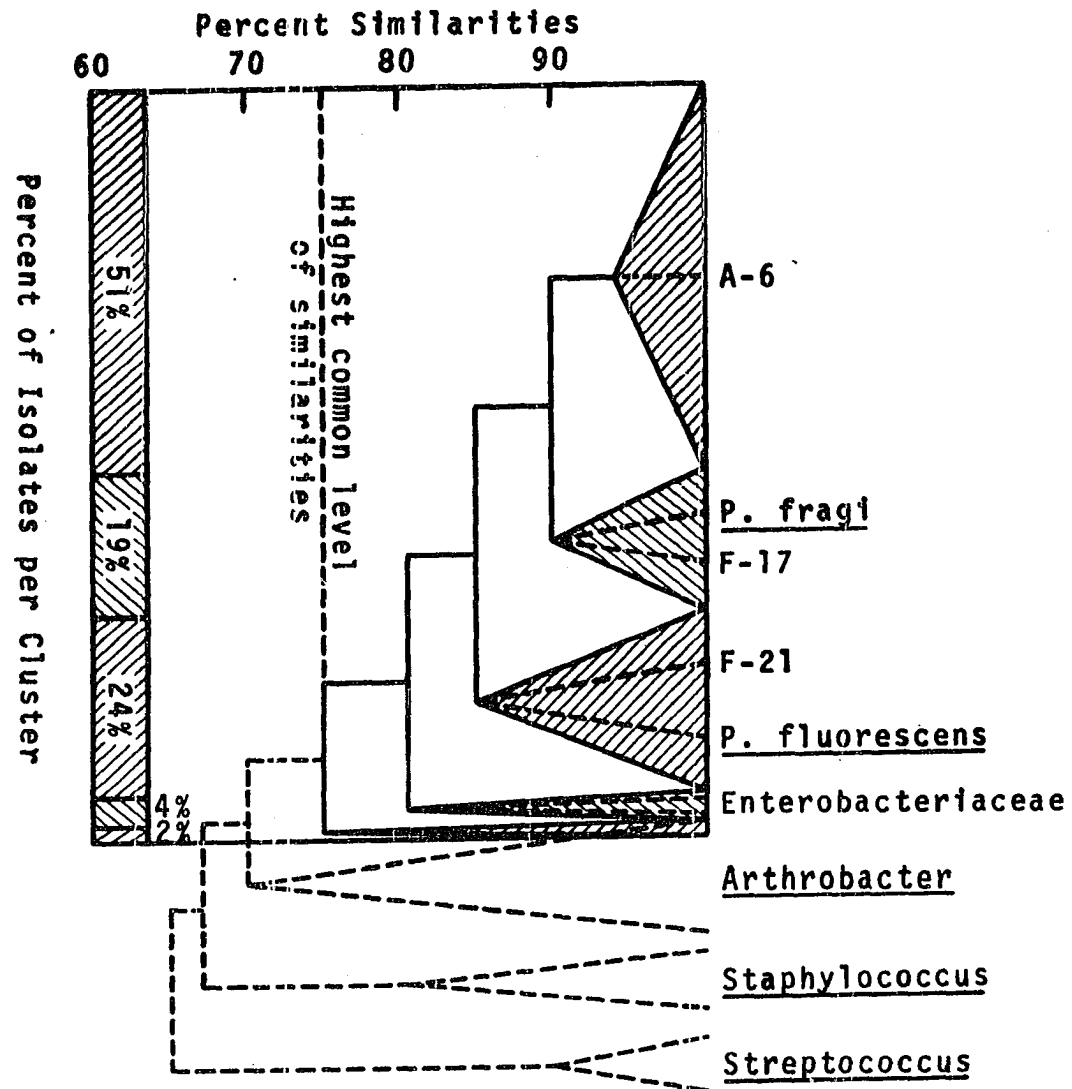 Percent Similarities
60 70 80 90
Percent of Isolates per Cluster
51%
19%
24%
4%
2%
Highest common level
of similarities
A-6
P. fragi
F-17
F-21
P. fluorescens
Enterobacteriaceae
Arthrobacter
Staphylococcus
Streptococcus